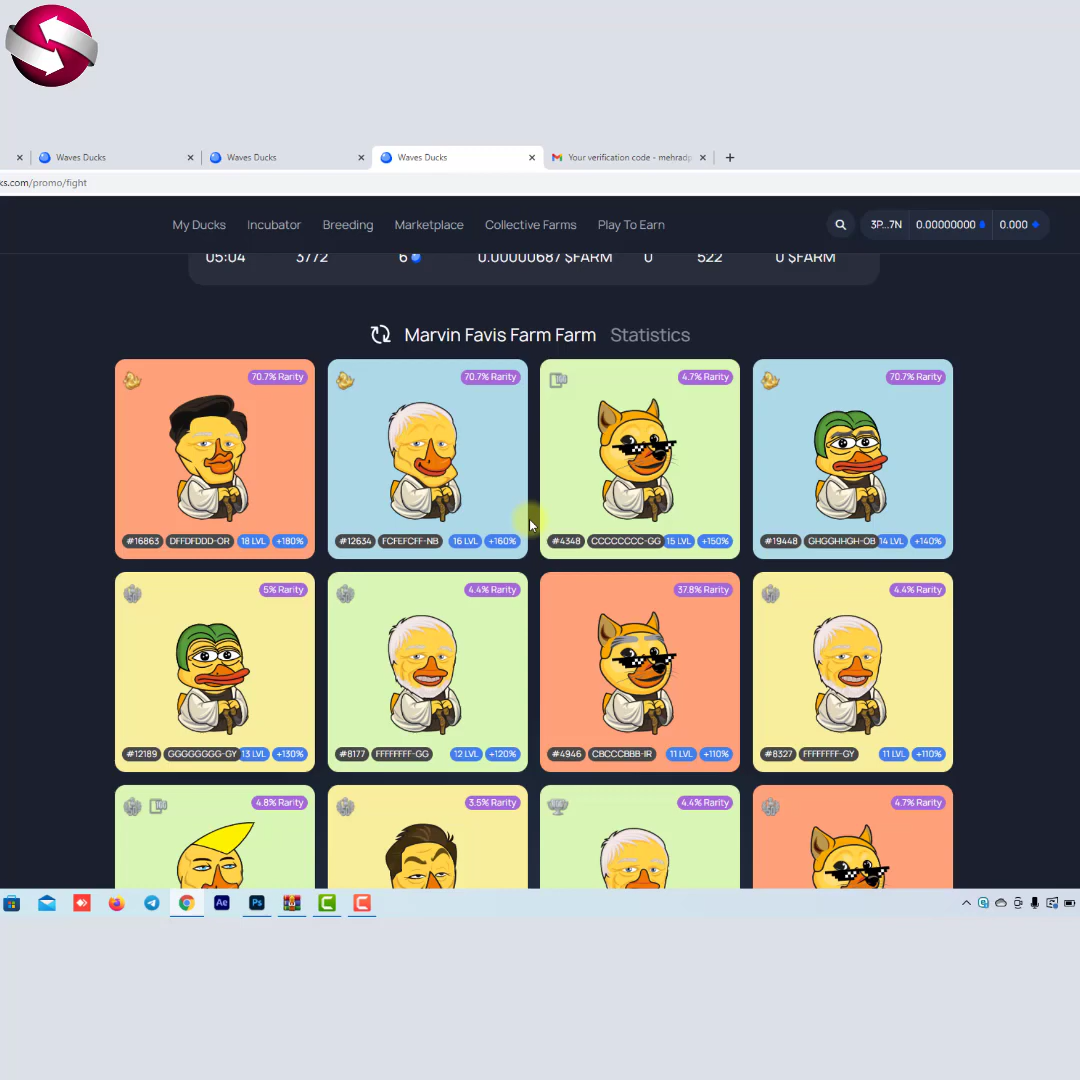 Waves Ducks
Waves Ducks
Waves Ducks
Your verification code - mehradp
ks.com/promo/fight
My Ducks Incubator Breeding Marketplace Collective Farms Play To Earn
3P...7N 0.00000000 0.000
05:04 3772 6 0.00000687 $FARM 0 522 0 $FARM
Marvin Favis Farm Farm Statistics
70.7% Rarity 70.7% Rarity 4.7% Rarity 70.7% Rarity
#16863 DFFDFDDD-OR 18 LVL +180% #12634 FCFEFCFF-NB 16 LVL +160% #4348 CCCCCCCC-GG 15 LVL +150% #19448 GHGGHHGH-OB 14 LVL +140%
5% Rarity 4.4% Rarity 37.8% Rarity 4.4% Rarity
#12189 GGGGGGGG-GY 13 LVL +130% #8177 FFFFFFFF-GG 12 LVL +120% #4946 CBCCCBBB-IR 11 LVL +110% #8327 FFFFFFFF-GY 11 LVL +110%
4.8% Rarity 3.5% Rarity 4.4% Rarity 4.7% Rarity
Ae Ps